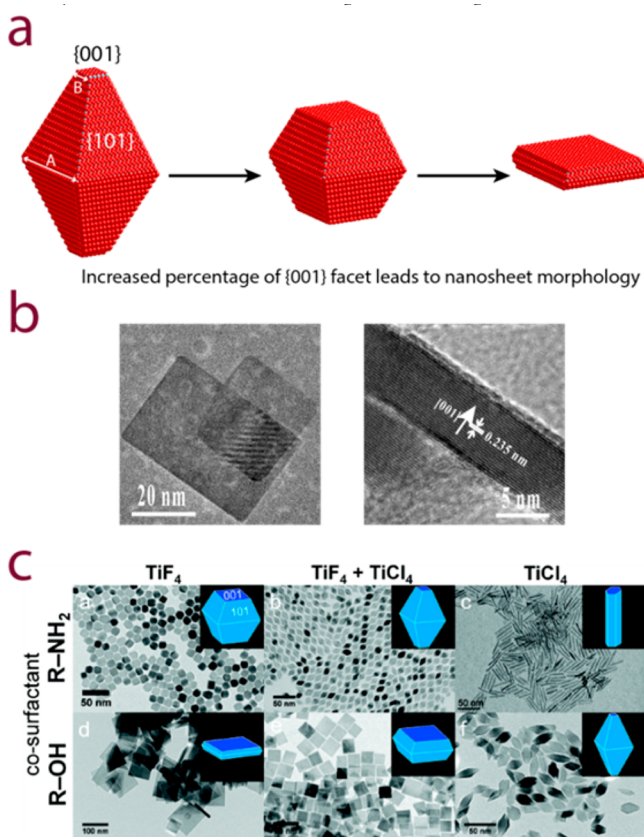 a
{001}
B
{101}
A
Increased percentage of {001} facet leads to nanosheet morphology
b
20 nm
[001]
0.235 nm
5 nm
c
TiF₄
TiF₄ + TiCl₄
TiCl₄
co-surfactant
R–NH₂
R–OH
a
001
101
50 nm
b
50 nm
c
50 nm
d
100 nm
e
f
50 nm